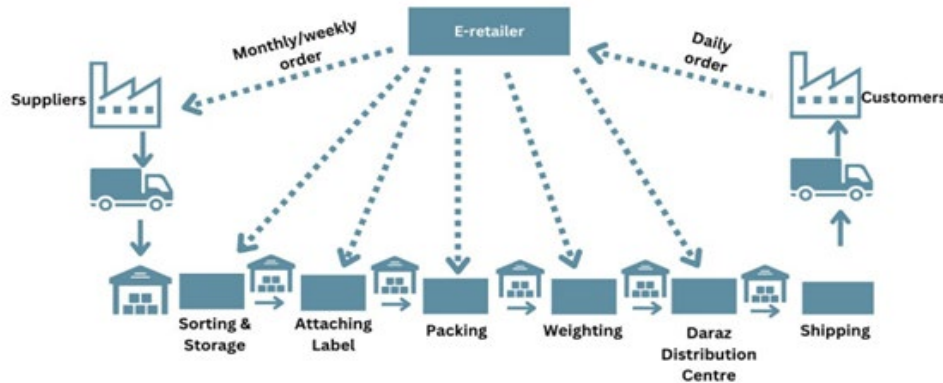 E-retailer
Monthly/weekly
order
Daily
order
Suppliers
Customers
Sorting &
Storage
Attaching
Label
Packing
Weighting
Daraz
Distribution
Centre
Shipping